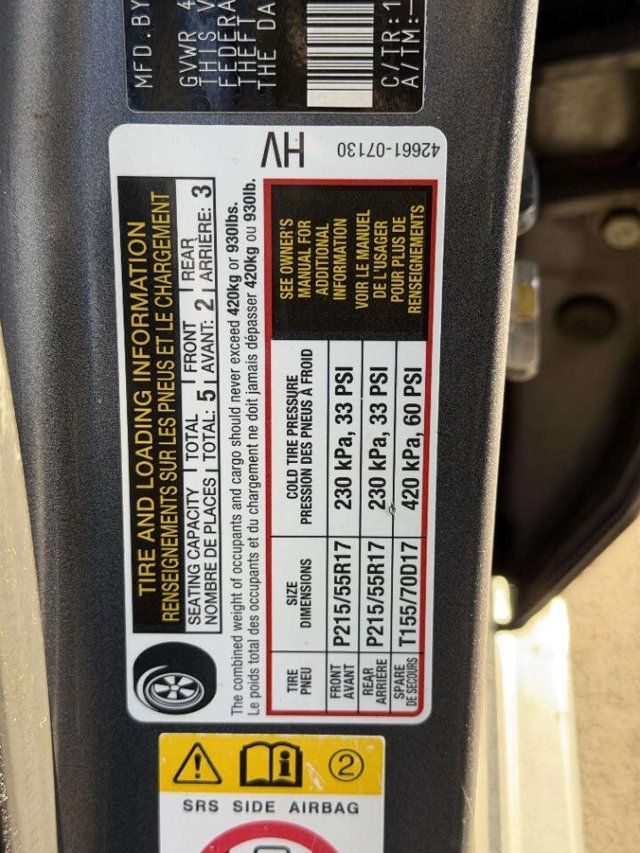 MFD.BY
GVWR 4
THIS V
FEDERA
THEFT
THE DA
C/TR:1
A/TM:-
TIRE AND LOADING INFORMATION
RENSEIGNEMENTS SUR LES PNEUS ET LE CHARGEMENT
SEATING CAPACITY TOTAL FRONT REAR
NOMBRE DE PLACES TOTAL: 5 AVANT: 2 ARRIÈRE: 3
The combined weight of occupants and cargo should never exceed 420kg or 930lbs.
Le poids total des occupants et du chargement ne doit jamais dépasser 420kg ou 930lb.
TIRE
PNEU
SIZE
DIMENSIONS
COLD TIRE PRESSURE
PRESSION DES PNEUS À FROID
SEE OWNER'S
MANUAL FOR
ADDITIONAL
INFORMATION
VOIR LE MANUEL
DE L'USAGER
POUR PLUS DE
RENSEIGNEMENTS
FRONT
AVANT
P215/55R17 230 kPa, 33 PSI
REAR
ARRIÈRE
P215/55R17 230 kPa, 33 PSI
SPARE
DE SECOURS
T155/70D17 420 kPa, 60 PSI
HV
42661-07130
2
SRS SIDE AIRBAG